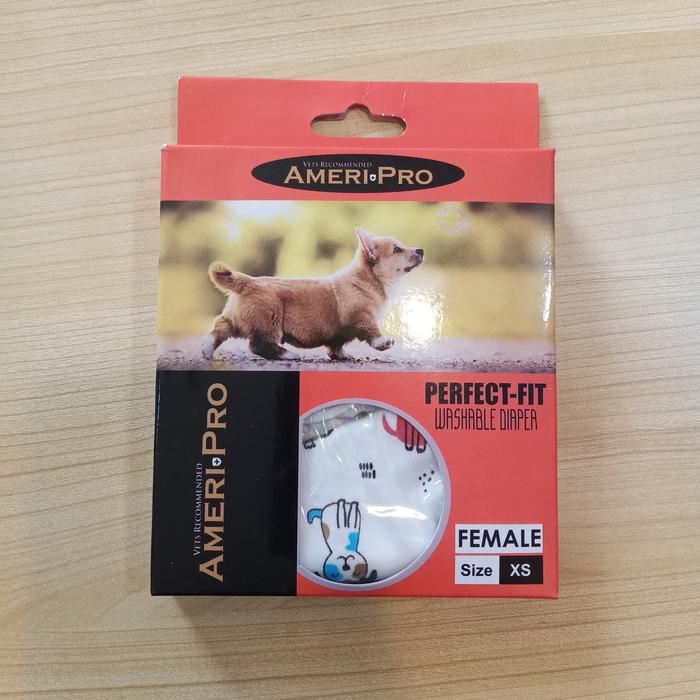 VETS RECOMMENDED
AMERI PRO
PERFECT-FIT
WASHABLE DIAPER
VETS RECOMMENDED
AMERI PRO
FEMALE
Size XS